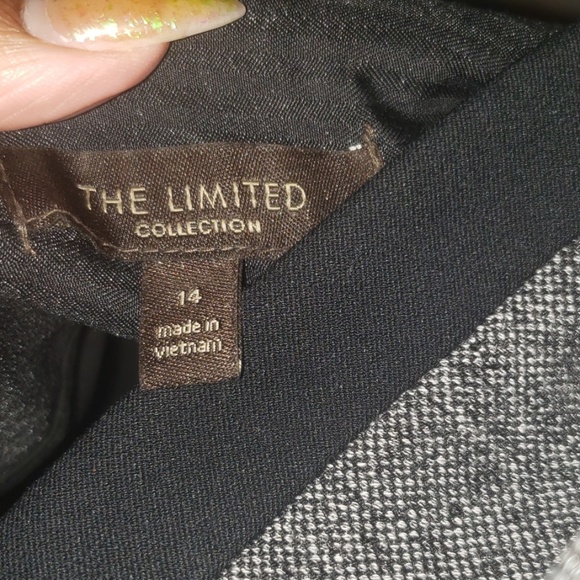 THE LIMITED
COLLECTION
14
made in
vietnam